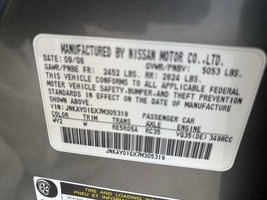 MANUFACTURED BY NISSAN MOTOR CO.,LTD.
DATE: GVWR/PNBV: 5053 LBS.
09/06
GAWR/PNBE FR: 2452 LBS. RR: 2624 LBS.
THIS VEHICLE CONFORMS TO ALL APPLICABLE
FEDERAL MOTOR VEHICLE
SAFETY, BUMPER, AND THEFT PREVENTION
STANDARDS IN EFFECT ON THE DATE OF
MANUFACTURE SHOWN ABOVE.
VIN: JNKAY01EX7M305319 PASSENGER CAR
COLOR TRIM TRANS AXLE ENGINE
WV2 W RE5R05A RC35 VQ35(DE) 3498CC
JNKAY01EX7M305319